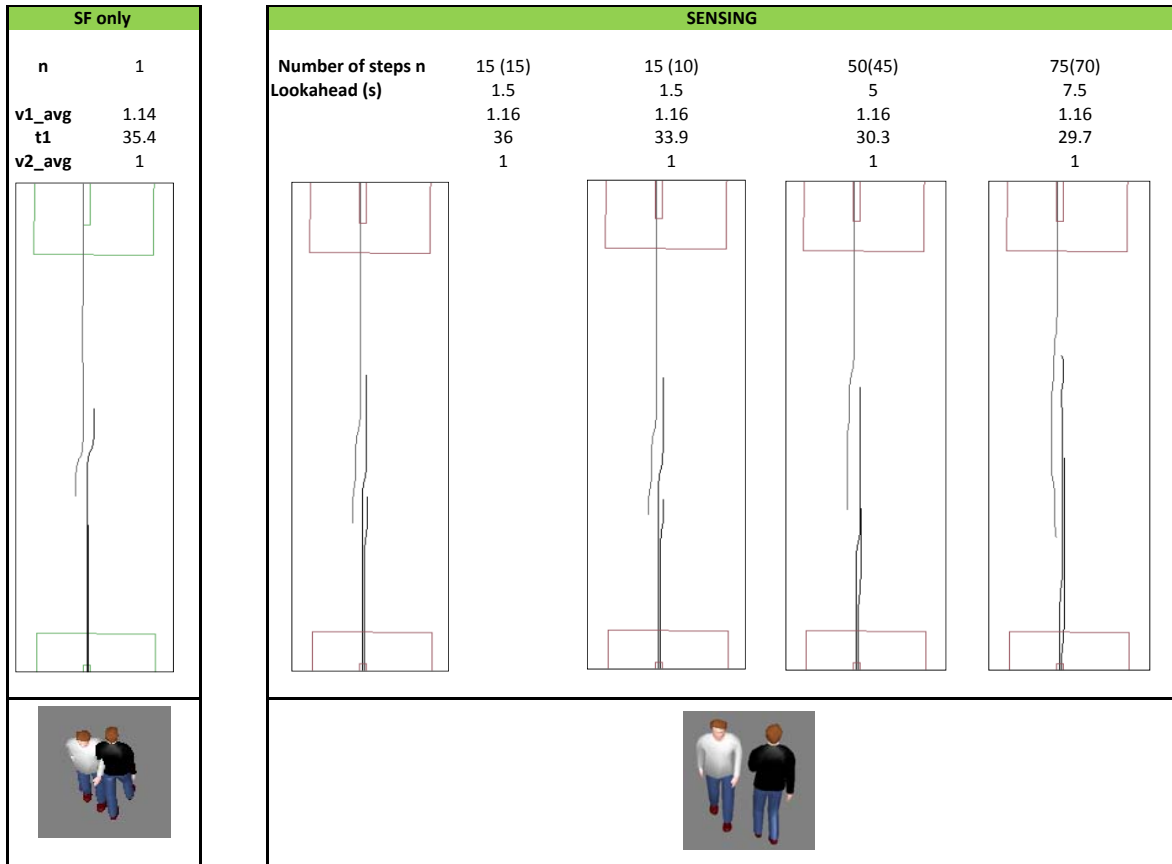 SF only
n 1
v1_avg 1.14
t1 35.4
v2_avg 1
SENSING
Number of steps n 15 (15) 15 (10) 50(45) 75(70)
Lookahead (s) 1.5 1.5 5 7.5
1.16 1.16 1.16 1.16
36 33.9 30.3 29.7
1 1 1 1